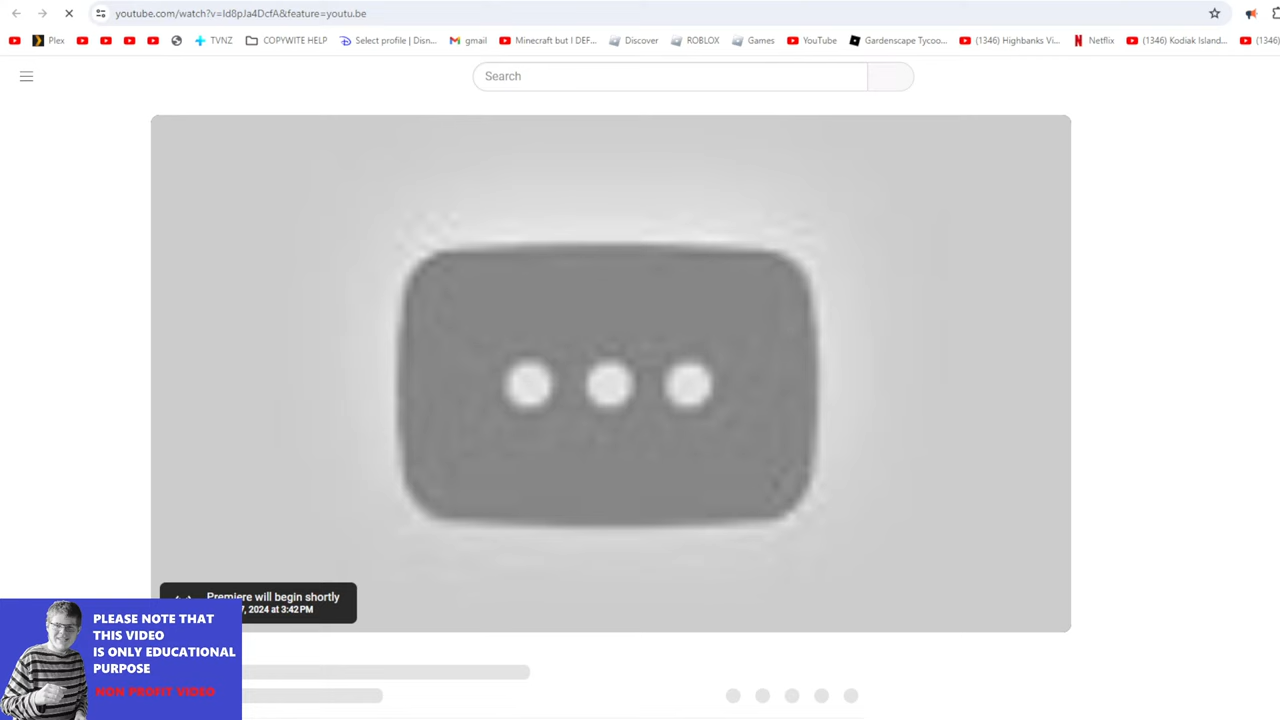 youtube.com/watch?v=Id8pJa4DcfA&feature=youtu.be
Plex TVNZ COPYWITE HELP Select profile | Disn... gmail Minecraft but I DEF... Discover ROBLOX Games YouTube Gardenscape Tycoo... (1346) Highbanks Vi... Netflix (1346) Kodiak Island... (1346)
Search
Premiere will begin shortly
7, 2024 at 3:42 PM
PLEASE NOTE THAT
THIS VIDEO
IS ONLY EDUCATIONAL
PURPOSE
NON PROFIT VIDEO